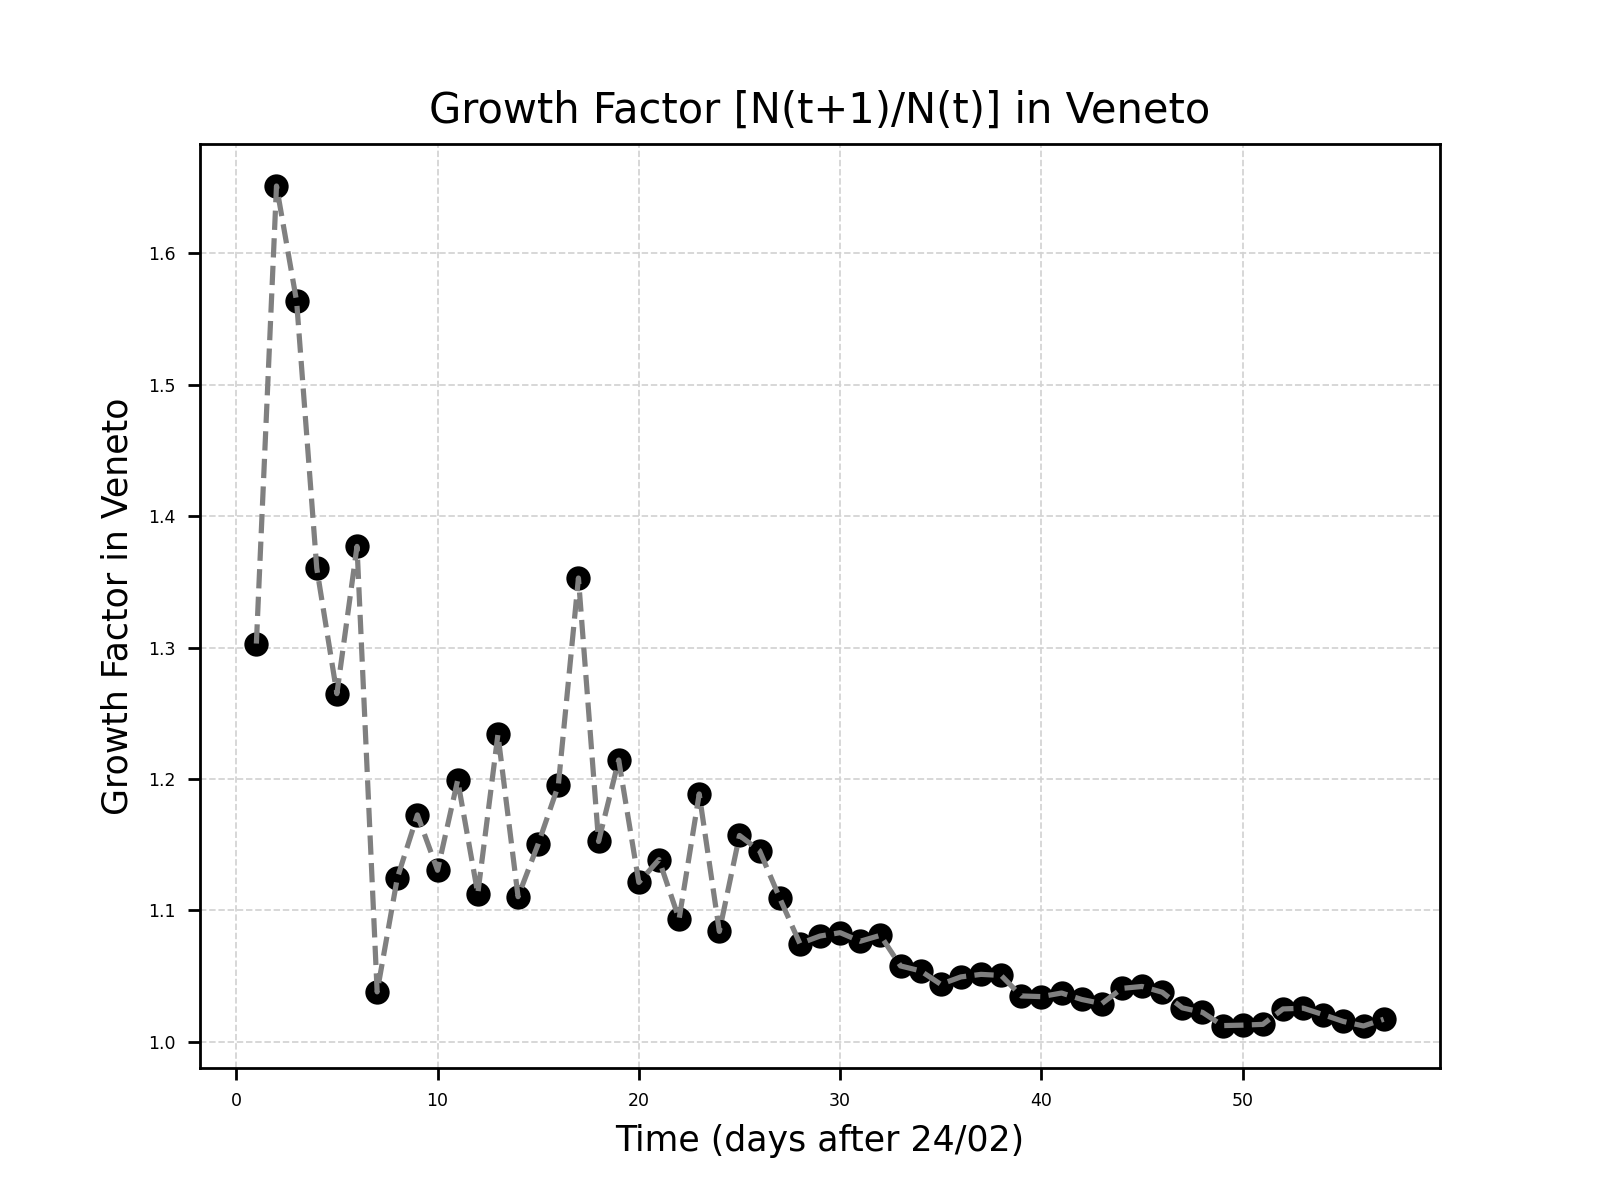 Growth Factor [N(t+1)/N(t)] in Veneto
Growth Factor in Veneto
1.6
1.5
1.4
1.3
1.2
1.1
1.0
0 10 20 30 40 50
Time (days after 24/02)